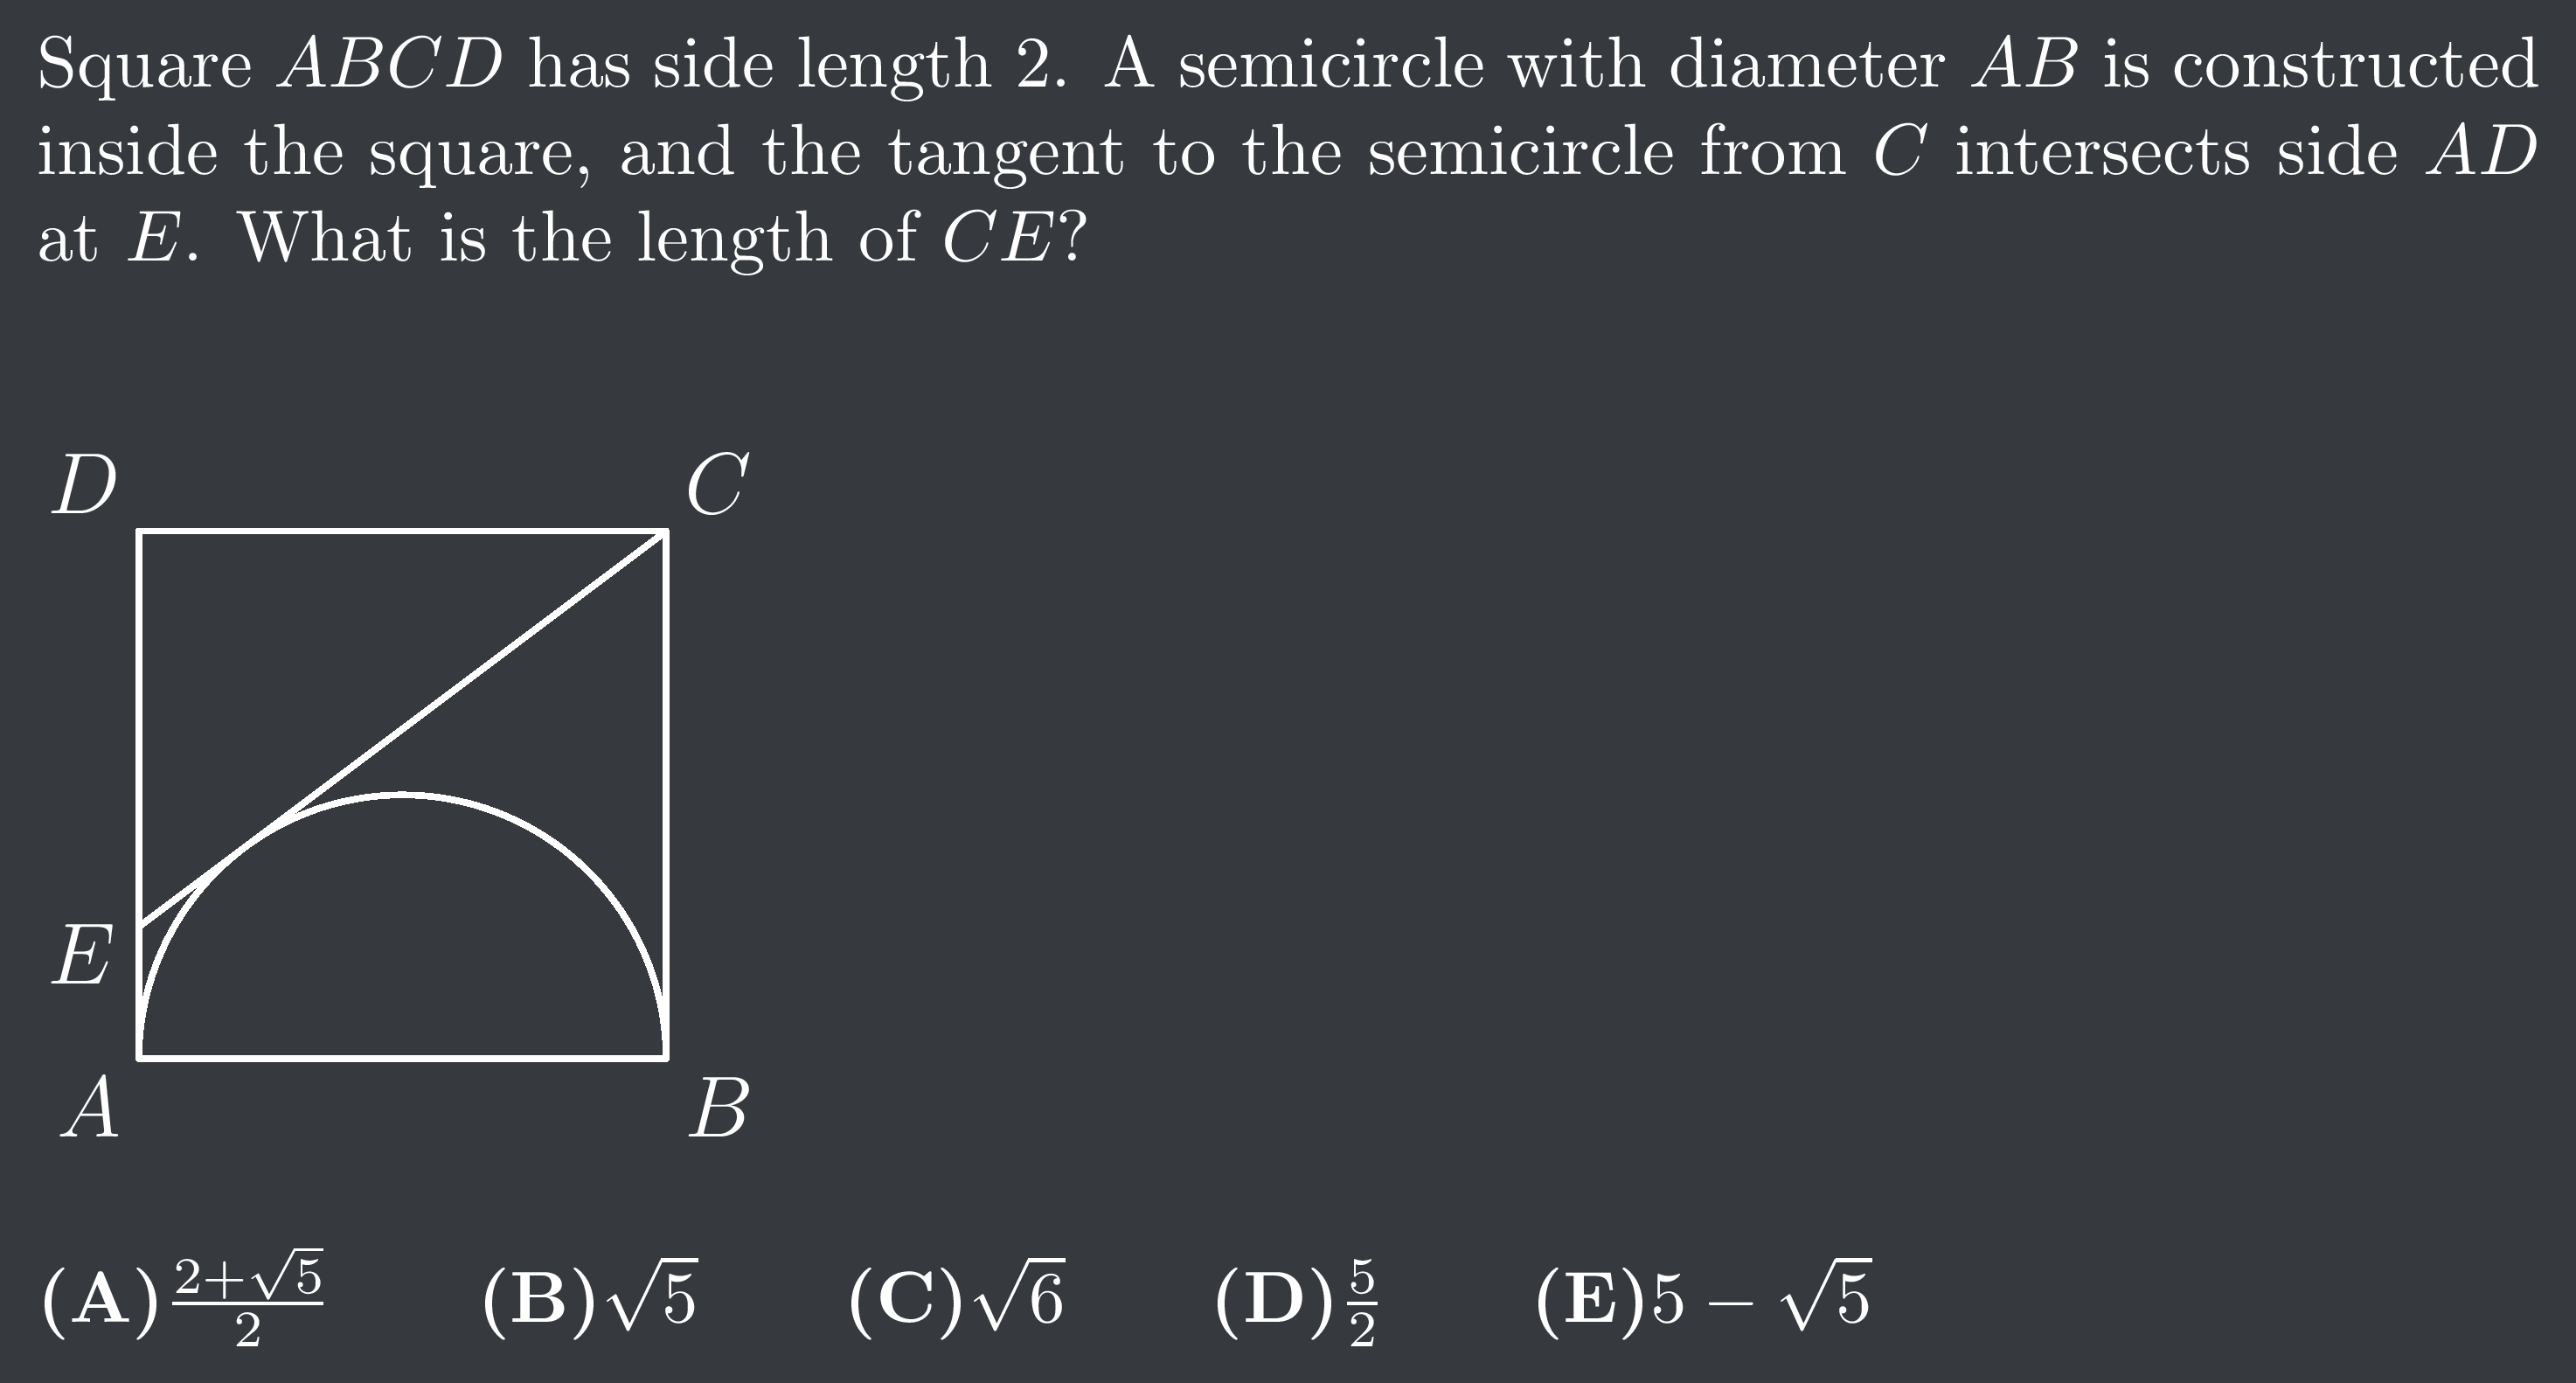 Square ABCD has side length 2. A semicircle with diameter AB is constructed
inside the square, and the tangent to the semicircle from C intersects side AD
at E. What is the length of CE?
D C
E
A B
(A) \frac{2+\sqrt{5}}{2} (B) \sqrt{5} (C) \sqrt{6} (D) \frac{5}{2} (E) 5 − \sqrt{5}